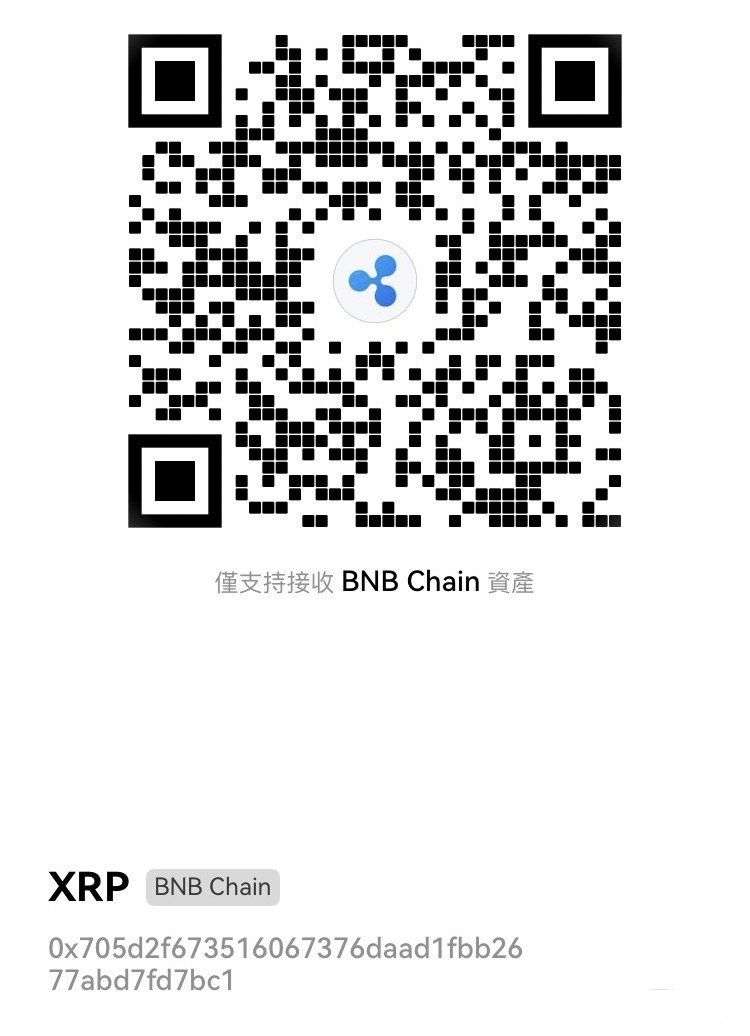 僅支持接收 BNB Chain 資產
XRP BNB Chain
0x705d2f673516067376daad1fbb26
77abd7fd7bc1